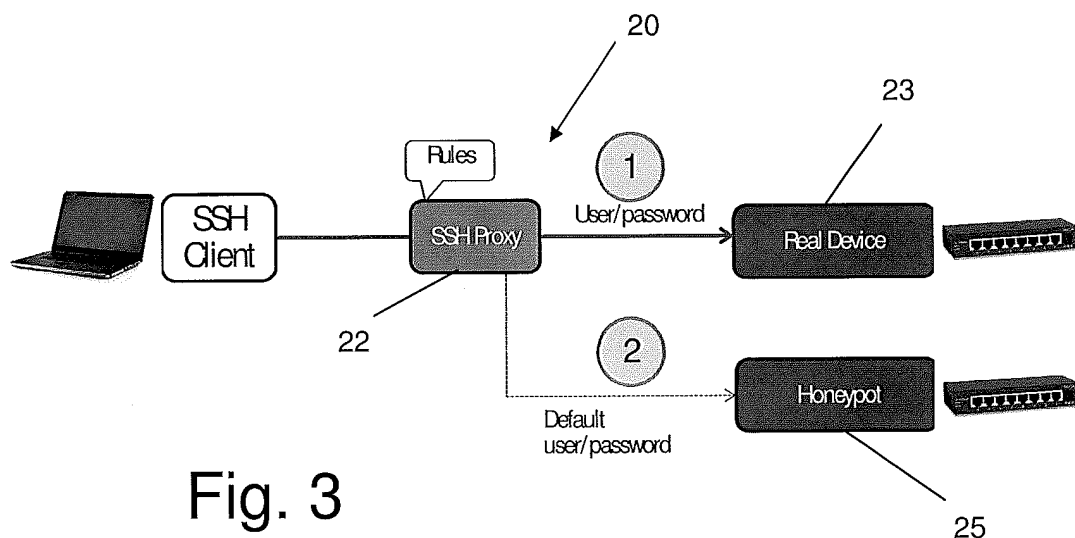 20
23
Rules
1
SSH
Client
SSH Proxy
User/password
Real Device
22
2
Honeypot
Default
user/password
Fig. 3
25